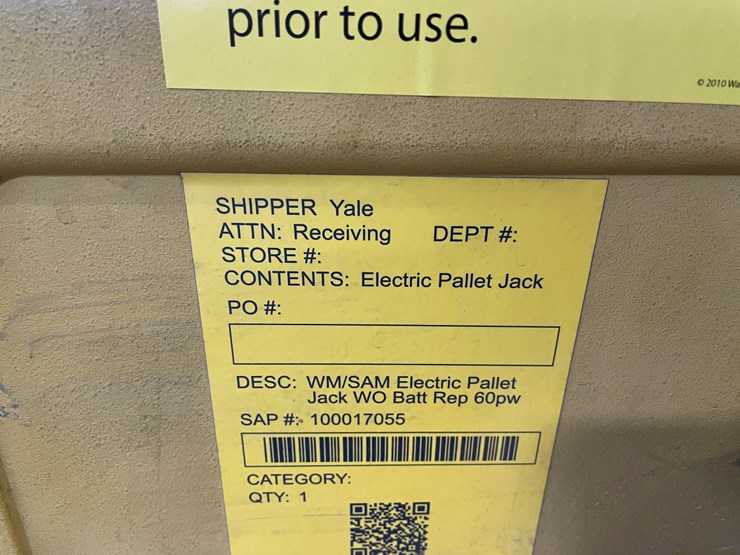 prior to use.
© 2010 Wa
SHIPPER Yale
ATTN: Receiving DEPT #:
STORE #:
CONTENTS: Electric Pallet Jack
PO #:
DESC: WM/SAM Electric Pallet
Jack WO Batt Rep 60pw
SAP #: 100017055
CATEGORY:
QTY: 1